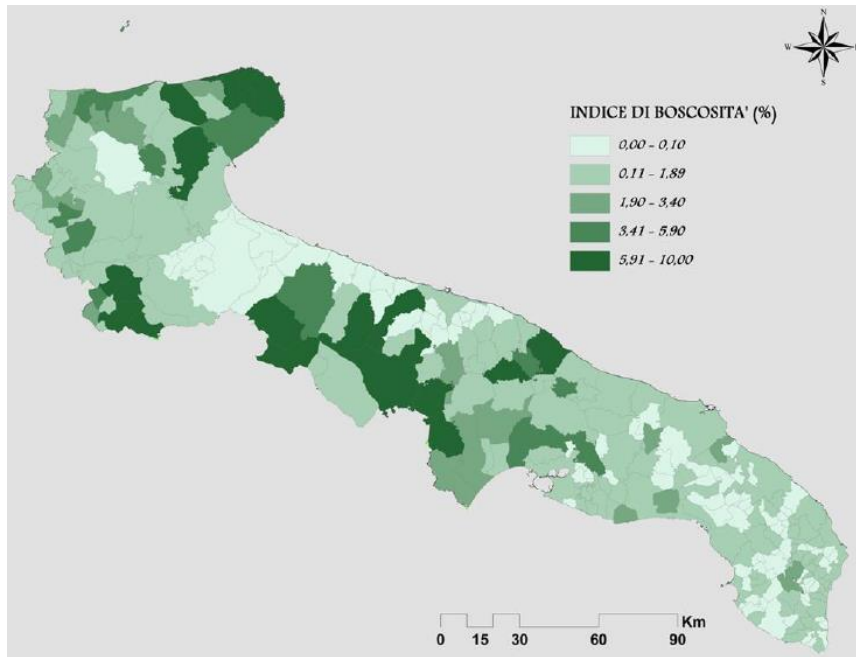 N
W
S
INDICE DI BOSCOSITA' (%)
0,00 - 0,10
0,11 - 1,89
1,90 - 3,40
3,41 - 5,90
5,91 - 10,00
Km
0 15 30 60 90